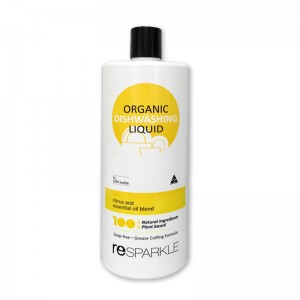 ORGANIC
DISHWASHING
LIQUID
citrus zest
essential oil blend
100% Natural ingredients
Plant based
Soap-free • Grease Cutting Formula
reSPARKLE